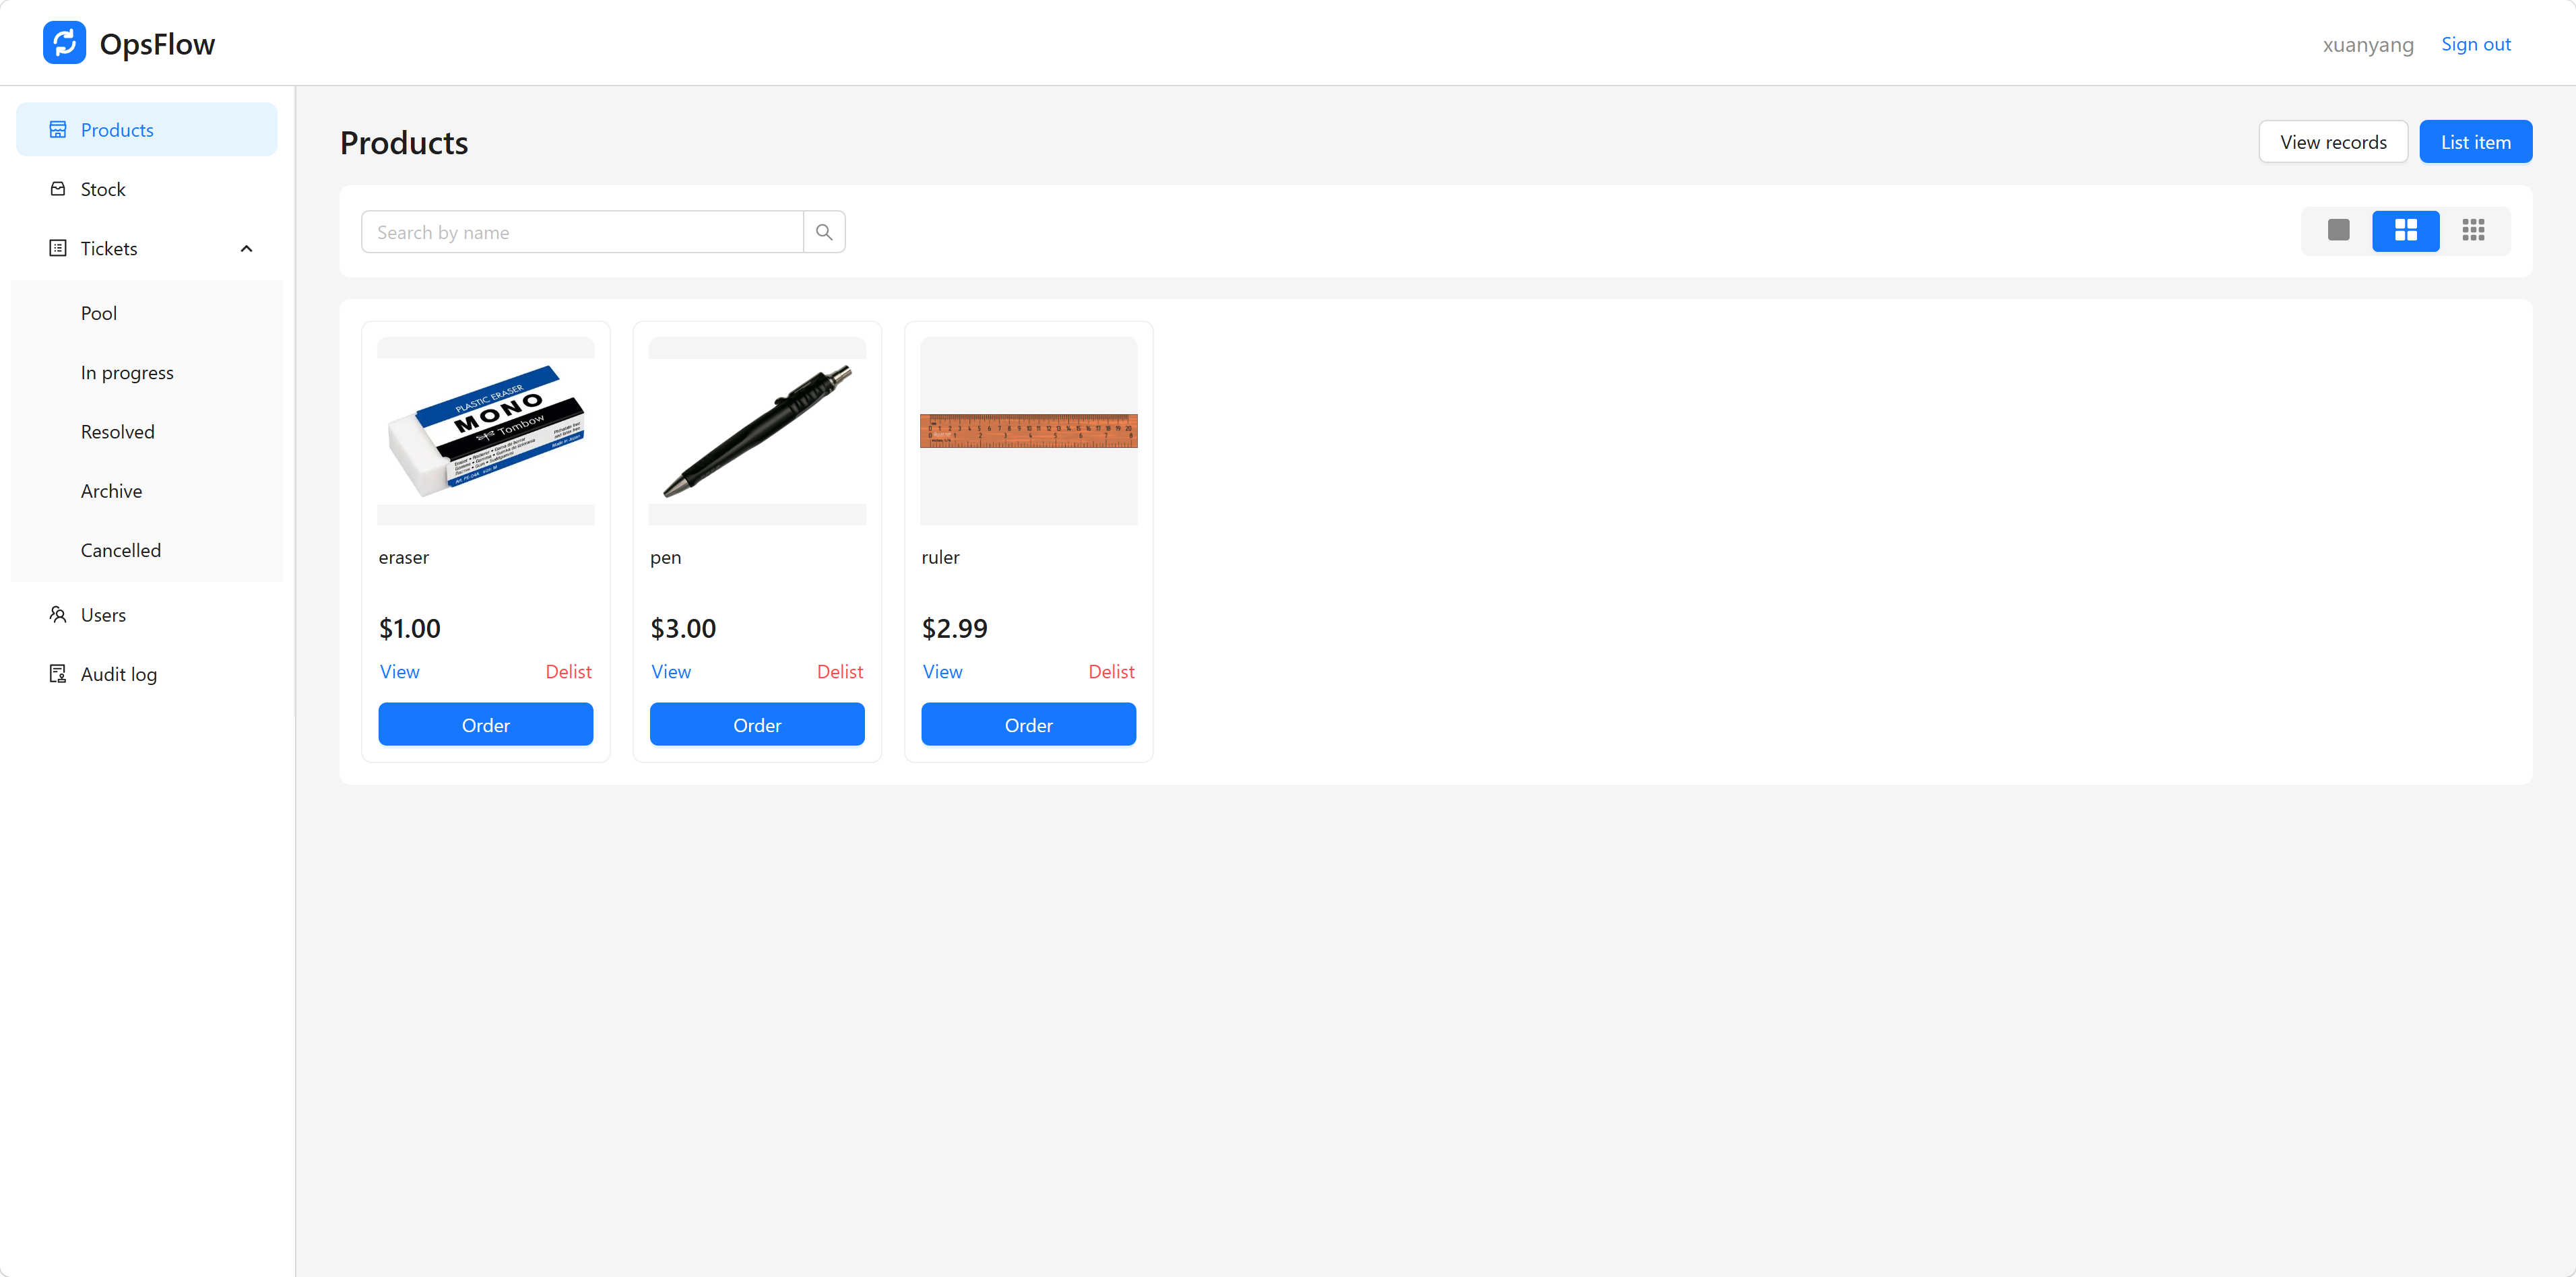 OpsFlow
xuanyang
Sign out
Products
Stock
Tickets
Pool
In progress
Resolved
Archive
Cancelled
Users
Audit log
Products
View records
List item
Search by name
PLASTIC ERASER
MONO
Tombow
eraser
$1.00
View
Delist
Order
pen
$3.00
View
Delist
Order
ruler
$2.99
View
Delist
Order